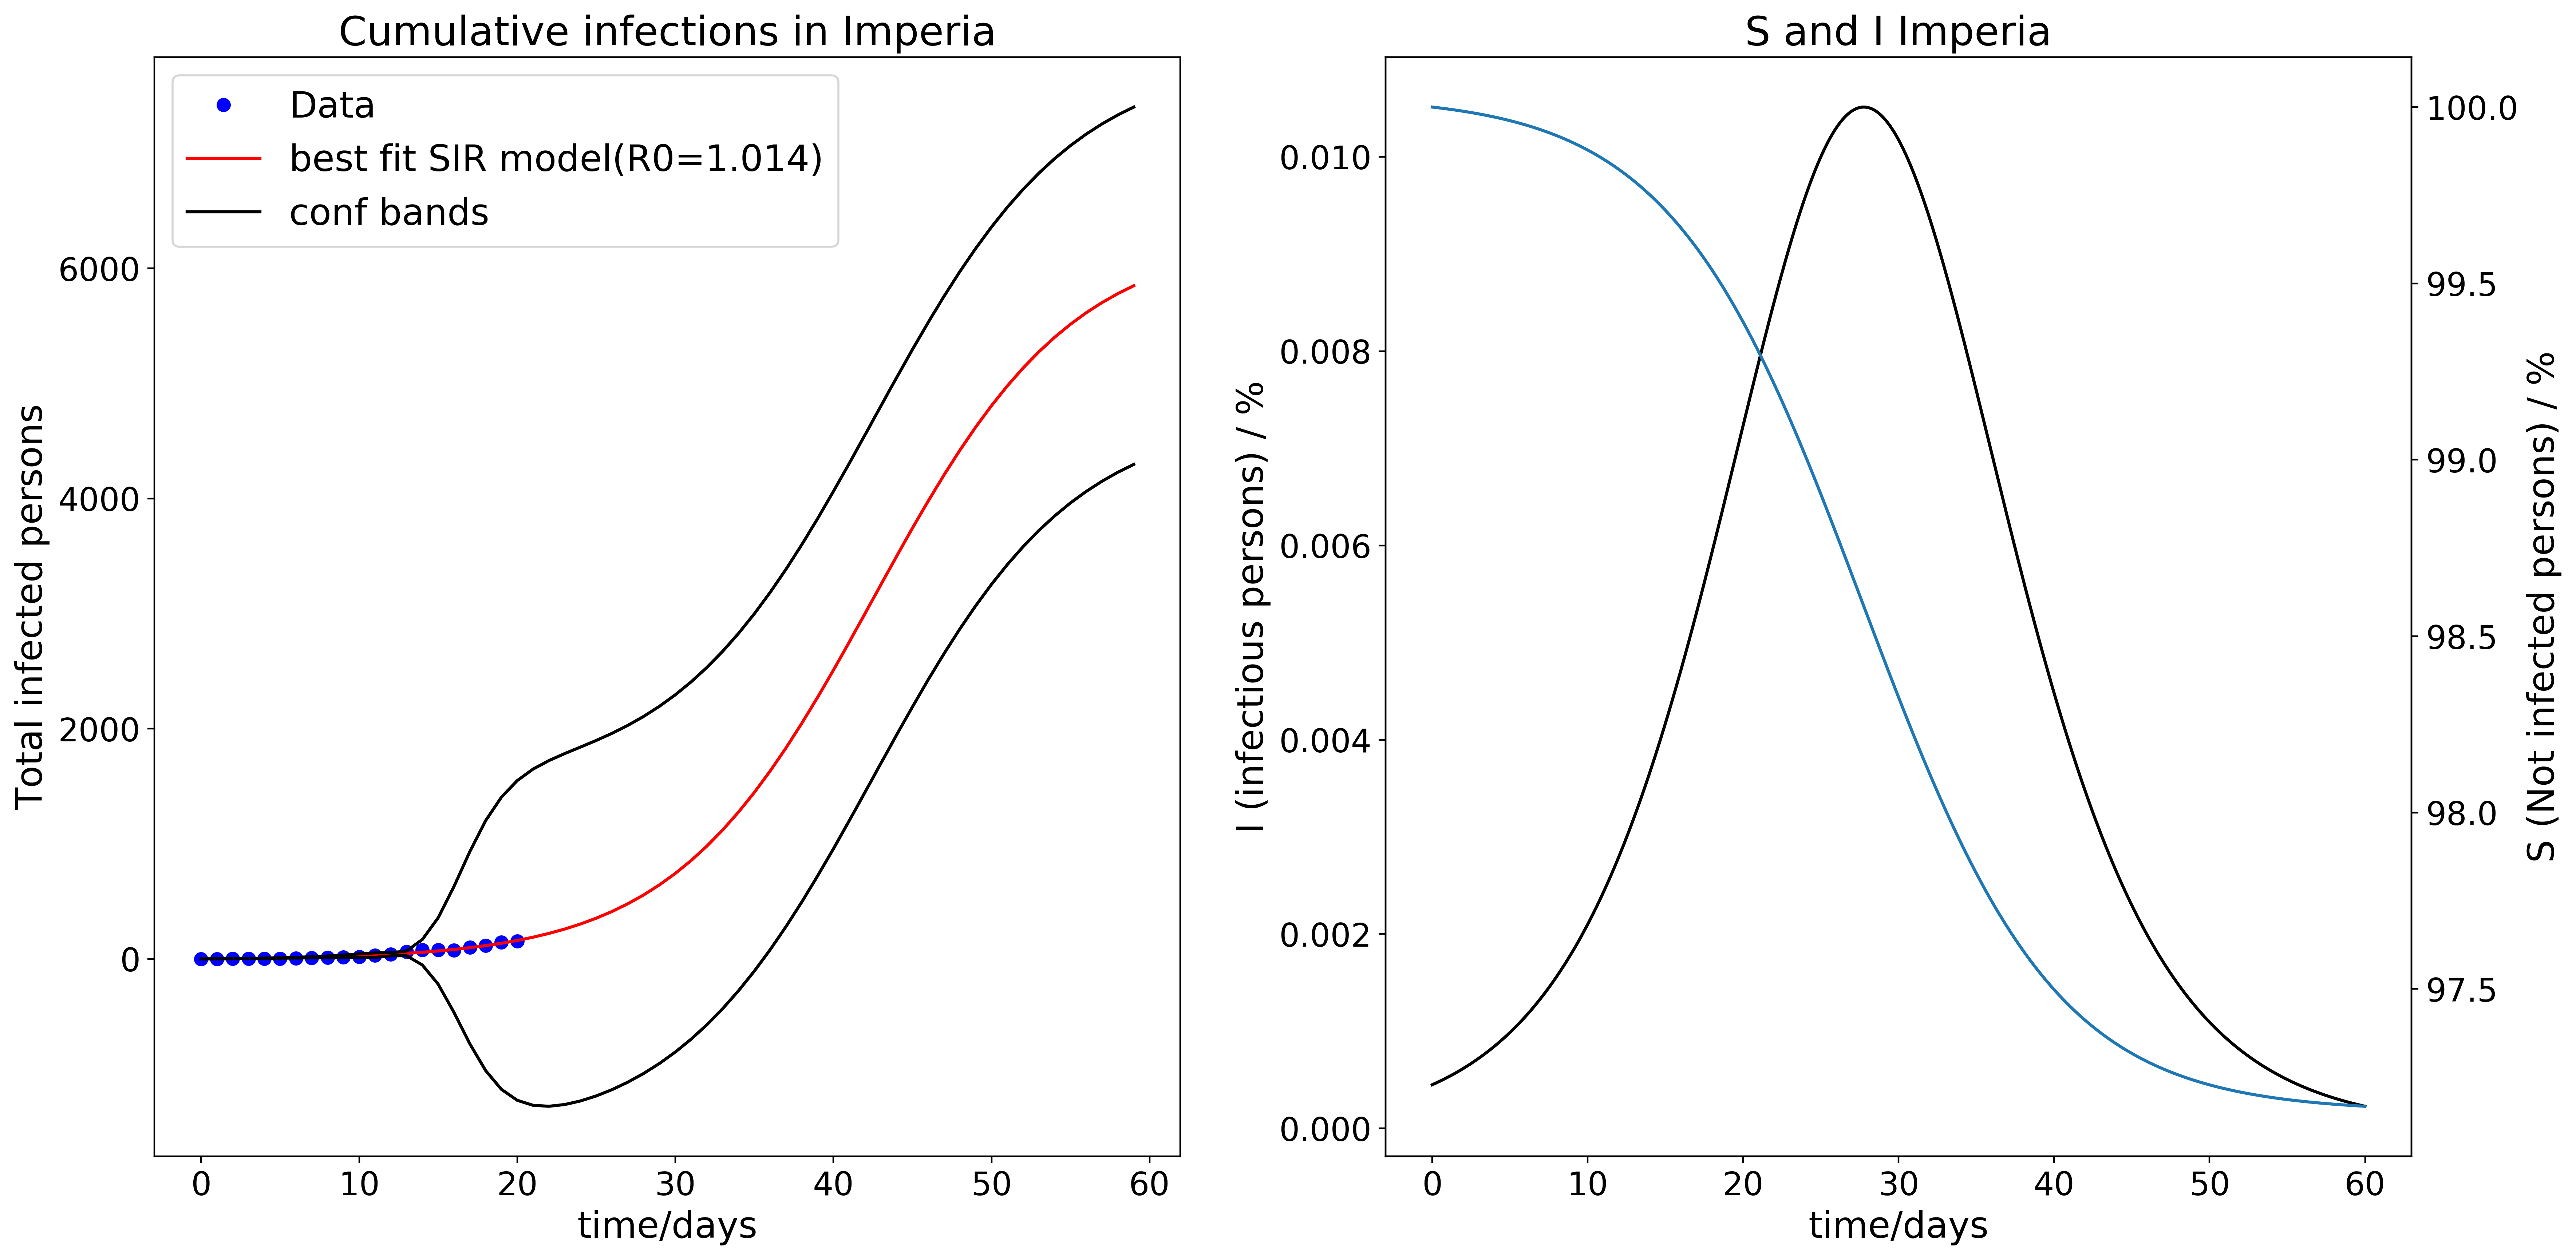 Cumulative infections in Imperia
Data
best fit SIR model(R0=1.014)
conf bands
Total infected persons
6000
4000
2000
0
0 10 20 30 40 50 60
time/days
S and I Imperia
I (infectious persons) / %
0.010
0.008
0.006
0.004
0.002
0.000
100.0
99.5
99.0
98.5
98.0
97.5
S (Not infected persons) / %
0 10 20 30 40 50 60
time/days